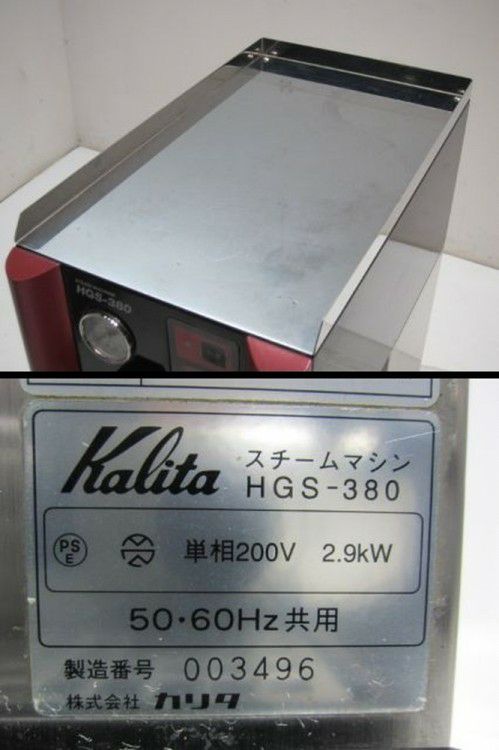 HGS-380
Kalita スチームマシン
HGS-380
PS
E
単相200V 2.9kW
50・60Hz共用
製造番号 003496
株式会社 カリタ